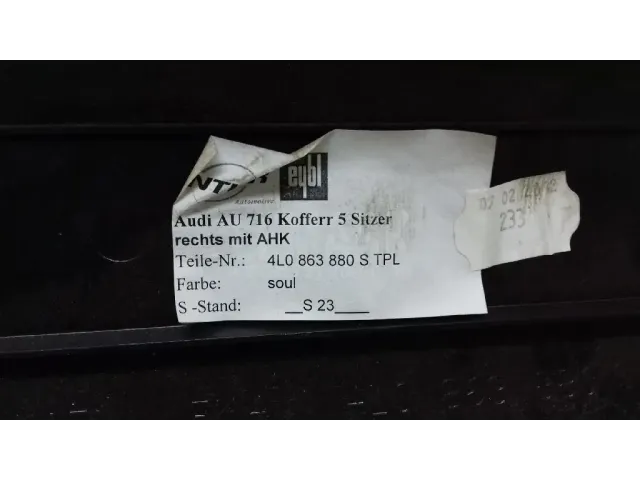 eybl
Audi AU 716 Kofferr 5 Sitzer
rechts mit AHK
Teile-Nr.: 4L0 863 880 S TPL
Farbe: soul
S -Stand: __S 23____
233